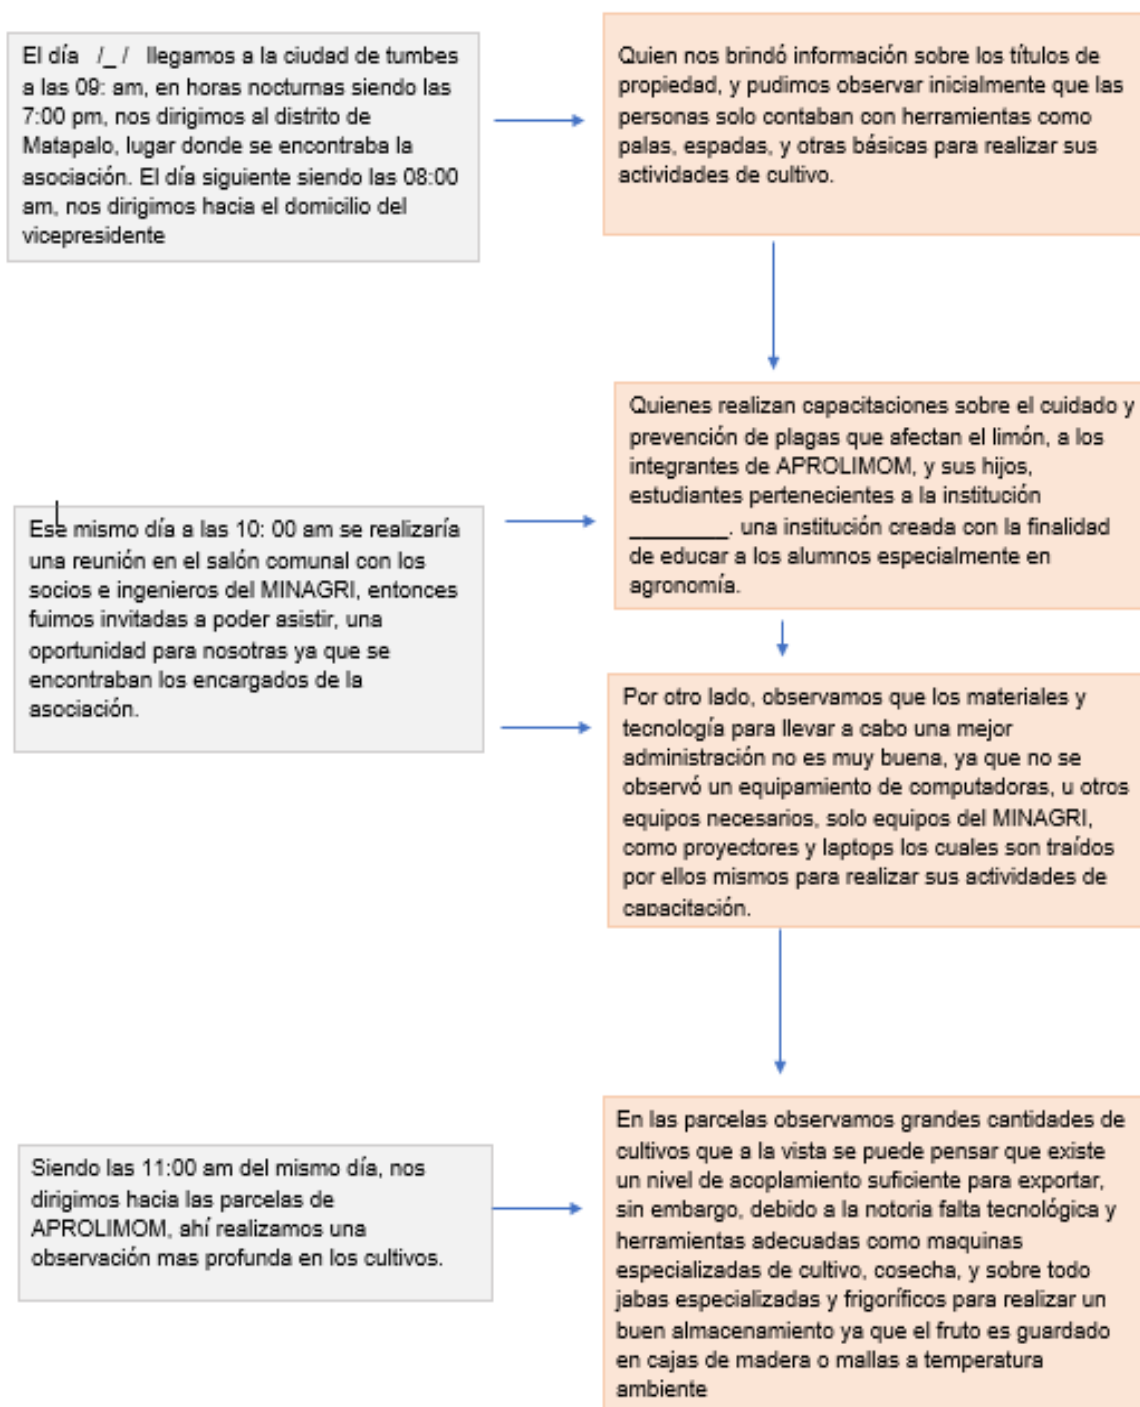 El día /_ / llegamos a la ciudad de tumbes
a las 09: am, en horas nocturnas siendo las
7:00 pm, nos dirigimos al distrito de
Matapalo, lugar donde se encontraba la
asociación. El día siguiente siendo las 08:00
am, nos dirigimos hacia el domicilio del
vicepresidente
Quien nos brindó información sobre los títulos de
propiedad, y pudimos observar inicialmente que las
personas solo contaban con herramientas como
palas, espadas, y otras básicas para realizar sus
actividades de cultivo.
Ese mismo día a las 10: 00 am se realizaría
una reunión en el salón comunal con los
socios e ingenieros del MINAGRI, entonces
fuimos invitadas a poder asistir, una
oportunidad para nosotras ya que se
encontraban los encargados de la
asociación.
Quienes realizan capacitaciones sobre el cuidado y
prevención de plagas que afectan el limón, a los
integrantes de APROLIMOM, y sus hijos,
estudiantes pertenecientes a la institución
________. una institución creada con la finalidad
de educar a los alumnos especialmente en
agronomía.
Por otro lado, observamos que los materiales y
tecnología para llevar a cabo una mejor
administración no es muy buena, ya que no se
observó un equipamiento de computadoras, u otros
equipos necesarios, solo equipos del MINAGRI,
como proyectores y laptops los cuales son traídos
por ellos mismos para realizar sus actividades de
capacitación.
Siendo las 11:00 am del mismo día, nos
dirigimos hacia las parcelas de
APROLIMOM, ahí realizamos una
observación mas profunda en los cultivos.
En las parcelas observamos grandes cantidades de
cultivos que a la vista se puede pensar que existe
un nivel de acoplamiento suficiente para exportar,
sin embargo, debido a la notoria falta tecnológica y
herramientas adecuadas como maquinas
especializadas de cultivo, cosecha, y sobre todo
jabas especializadas y frigoríficos para realizar un
buen almacenamiento ya que el fruto es guardado
en cajas de madera o mallas a temperatura
ambiente